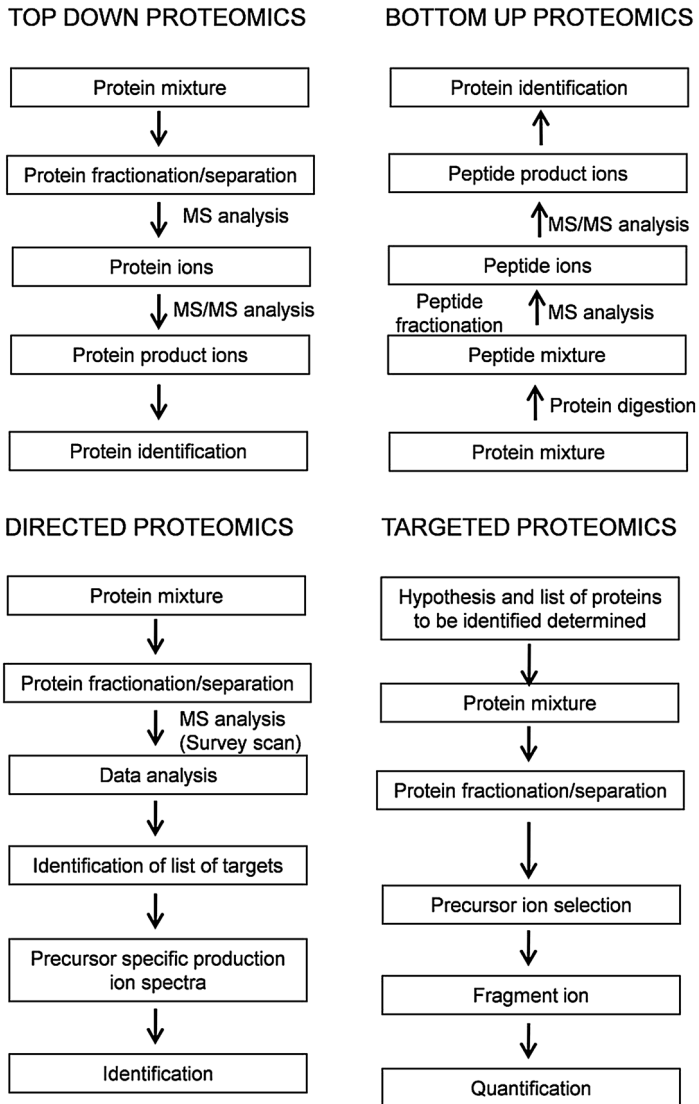 TOP DOWN PROTEOMICS
Protein mixture
Protein fractionation/separation
MS analysis
Protein ions
MS/MS analysis
Protein product ions
Protein identification
BOTTOM UP PROTEOMICS
Protein identification
Peptide product ions
MS/MS analysis
Peptide ions
Peptide
fractionation
MS analysis
Peptide mixture
Protein digestion
Protein mixture
DIRECTED PROTEOMICS
Protein mixture
Protein fractionation/separation
MS analysis
(Survey scan)
Data analysis
Identification of list of targets
Precursor specific production
ion spectra
Identification
TARGETED PROTEOMICS
Hypothesis and list of proteins
to be identified determined
Protein mixture
Protein fractionation/separation
Precursor ion selection
Fragment ion
Quantification